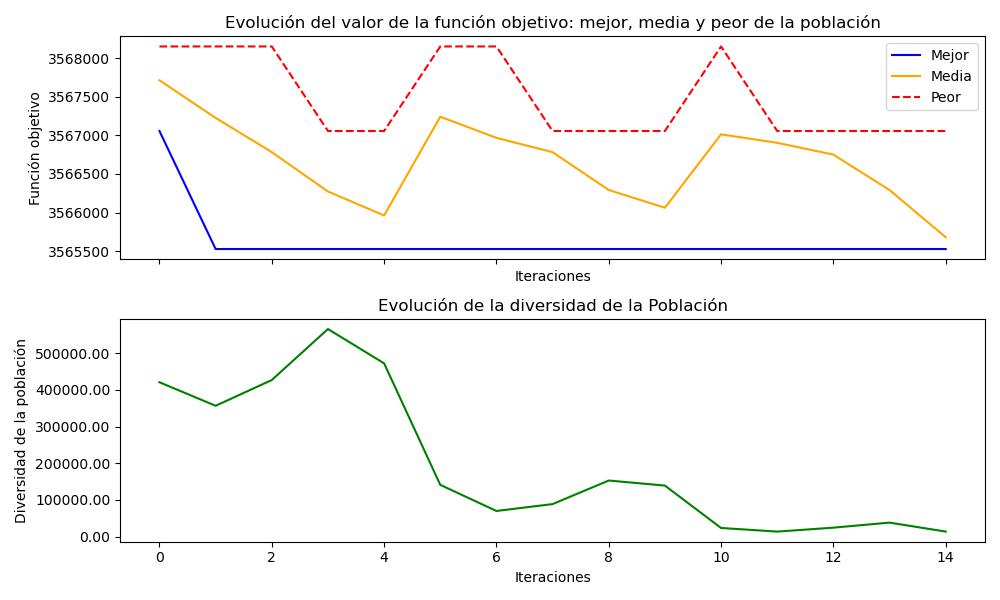 Evolución del valor de la función objetivo: mejor, media y peor de la población
Función objetivo
3568000
3567500
3567000
3566500
3566000
3565500
Mejor
Media
Peor
Iteraciones
Evolución de la diversidad de la Población
Diversidad de la población
500000.00
400000.00
300000.00
200000.00
100000.00
0.00
0 2 4 6 8 10 12 14
Iteraciones